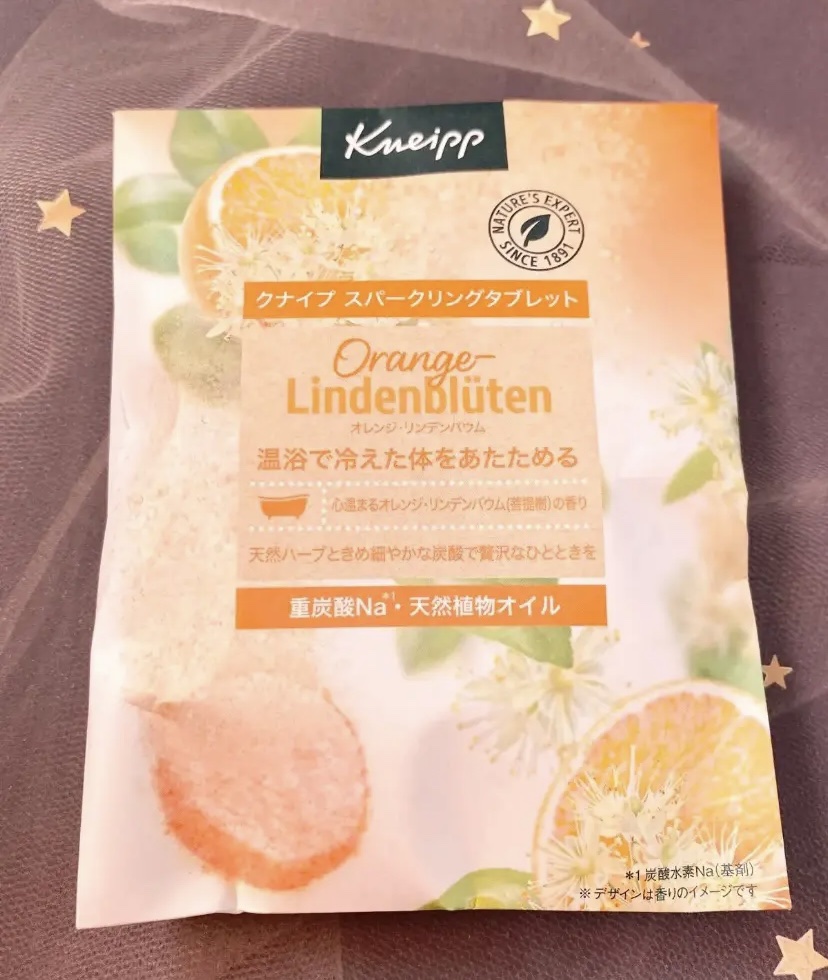 Kneipp
NATURE'S EXPERT
SINCE 1891
クナイプ スパークリングタブレット
Orange-
Lindenblüten
オレンジ・リンデンバウム
温浴で冷えた体をあたためる
心温まるオレンジ・リンデンバウム(菩提樹)の香り
天然ハーブときめ細やかな炭酸で贅沢なひとときを
重炭酸Na*1・天然植物オイル
*1 炭酸水素Na(基剤)
※ デザインは香りのイメージです